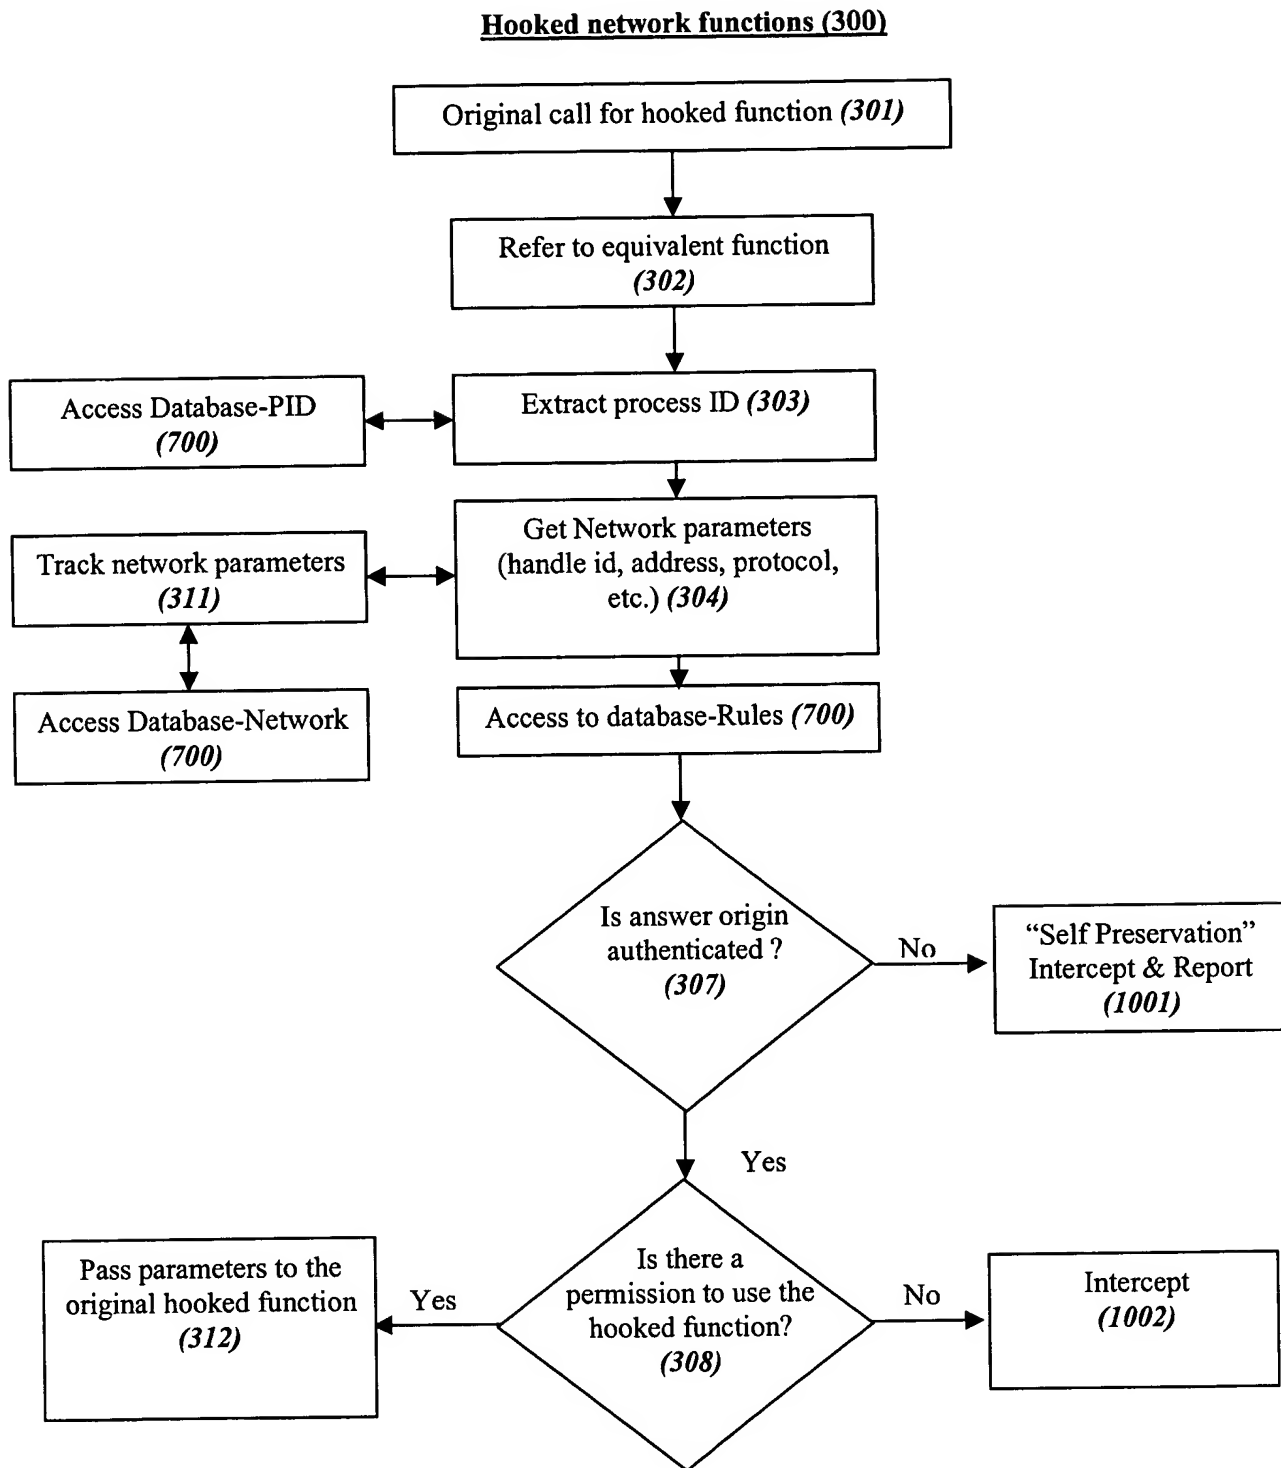 Hooked network functions (300)
Original call for hooked function (301)
Refer to equivalent function
(302)
Access Database-PID
(700)
Extract process ID (303)
Track network parameters
(311)
Get Network parameters
(handle id, address, protocol,
etc.) (304)
Access Database-Network
(700)
Access to database-Rules (700)
Is answer origin
authenticated ?
(307)
No
“Self Preservation”
Intercept & Report
(1001)
Yes
Pass parameters to the
original hooked function
(312)
Yes
Is there a
permission to use the
hooked function?
(308)
No
Intercept
(1002)